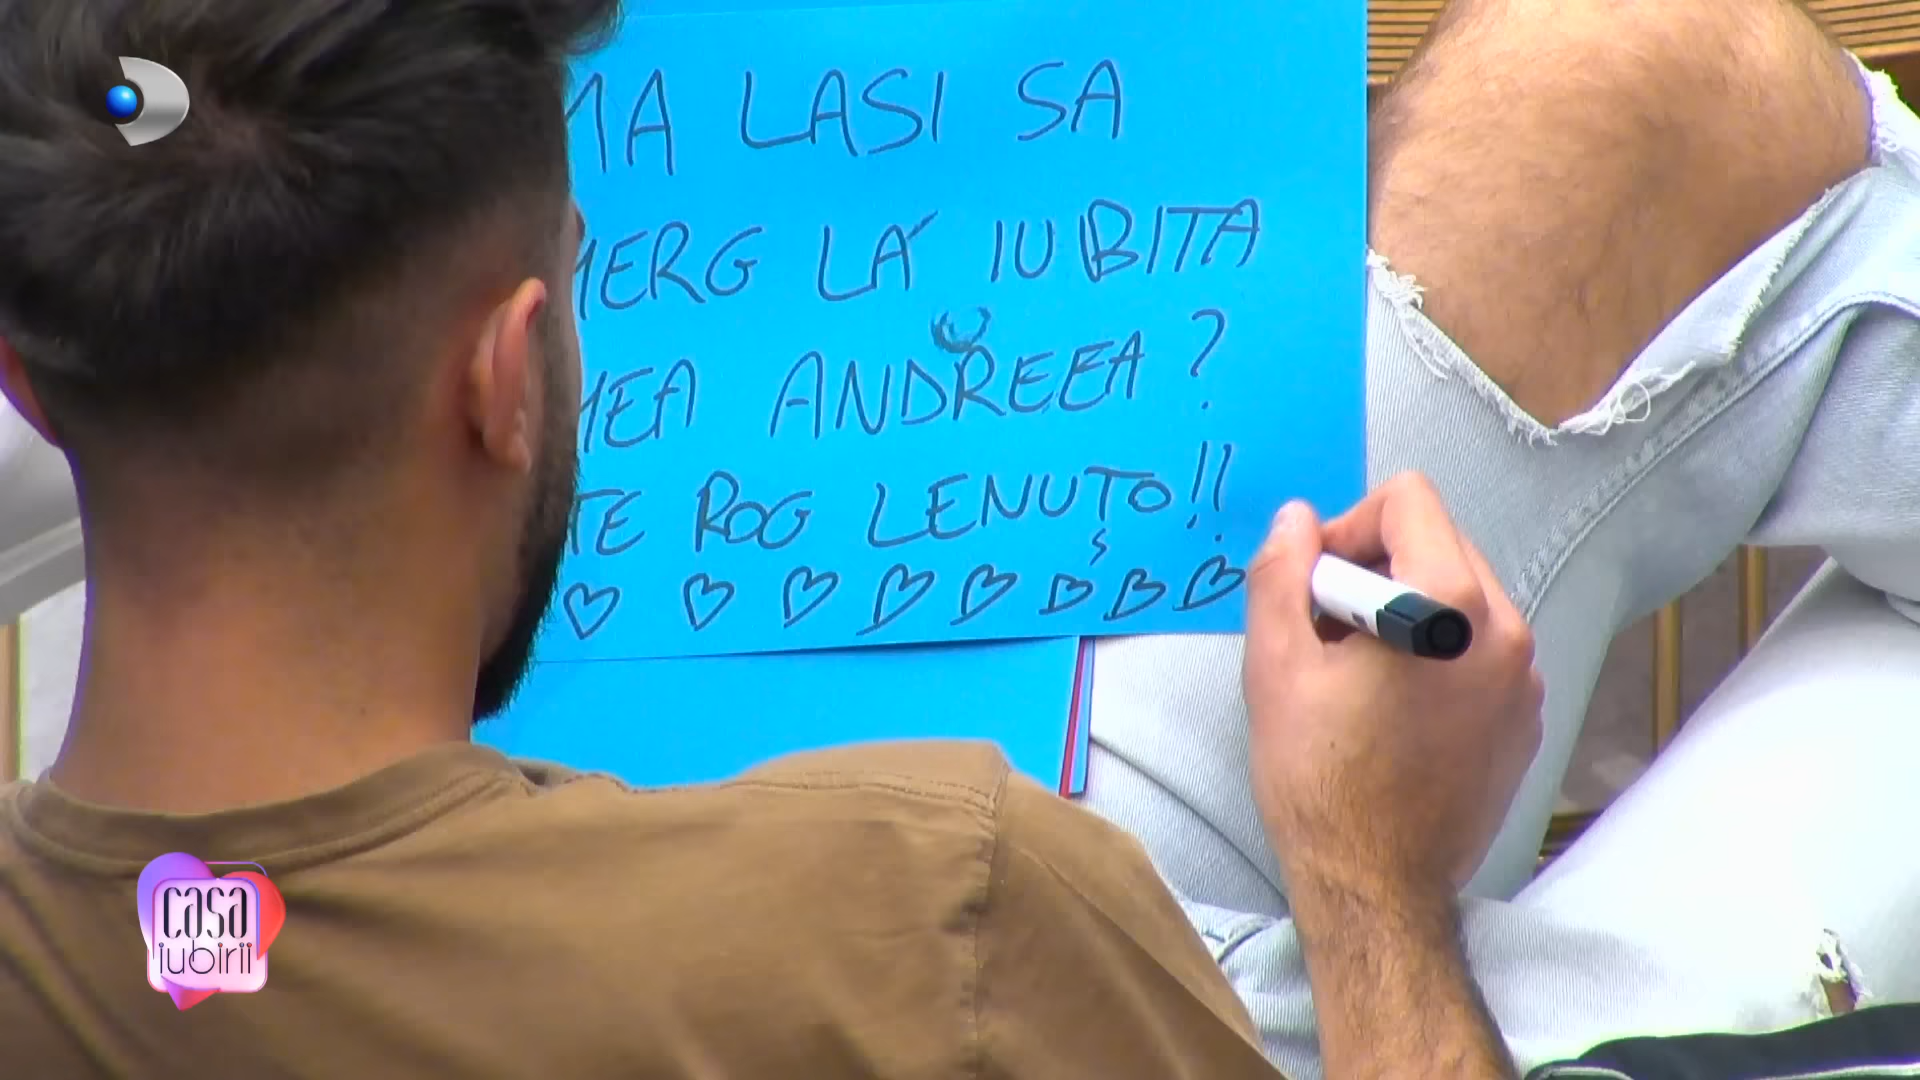 MA LASI SA
MERG LA IUBITA
MEA ANDREEA?
TE ROG LENUȚO!!
casa
iubirii